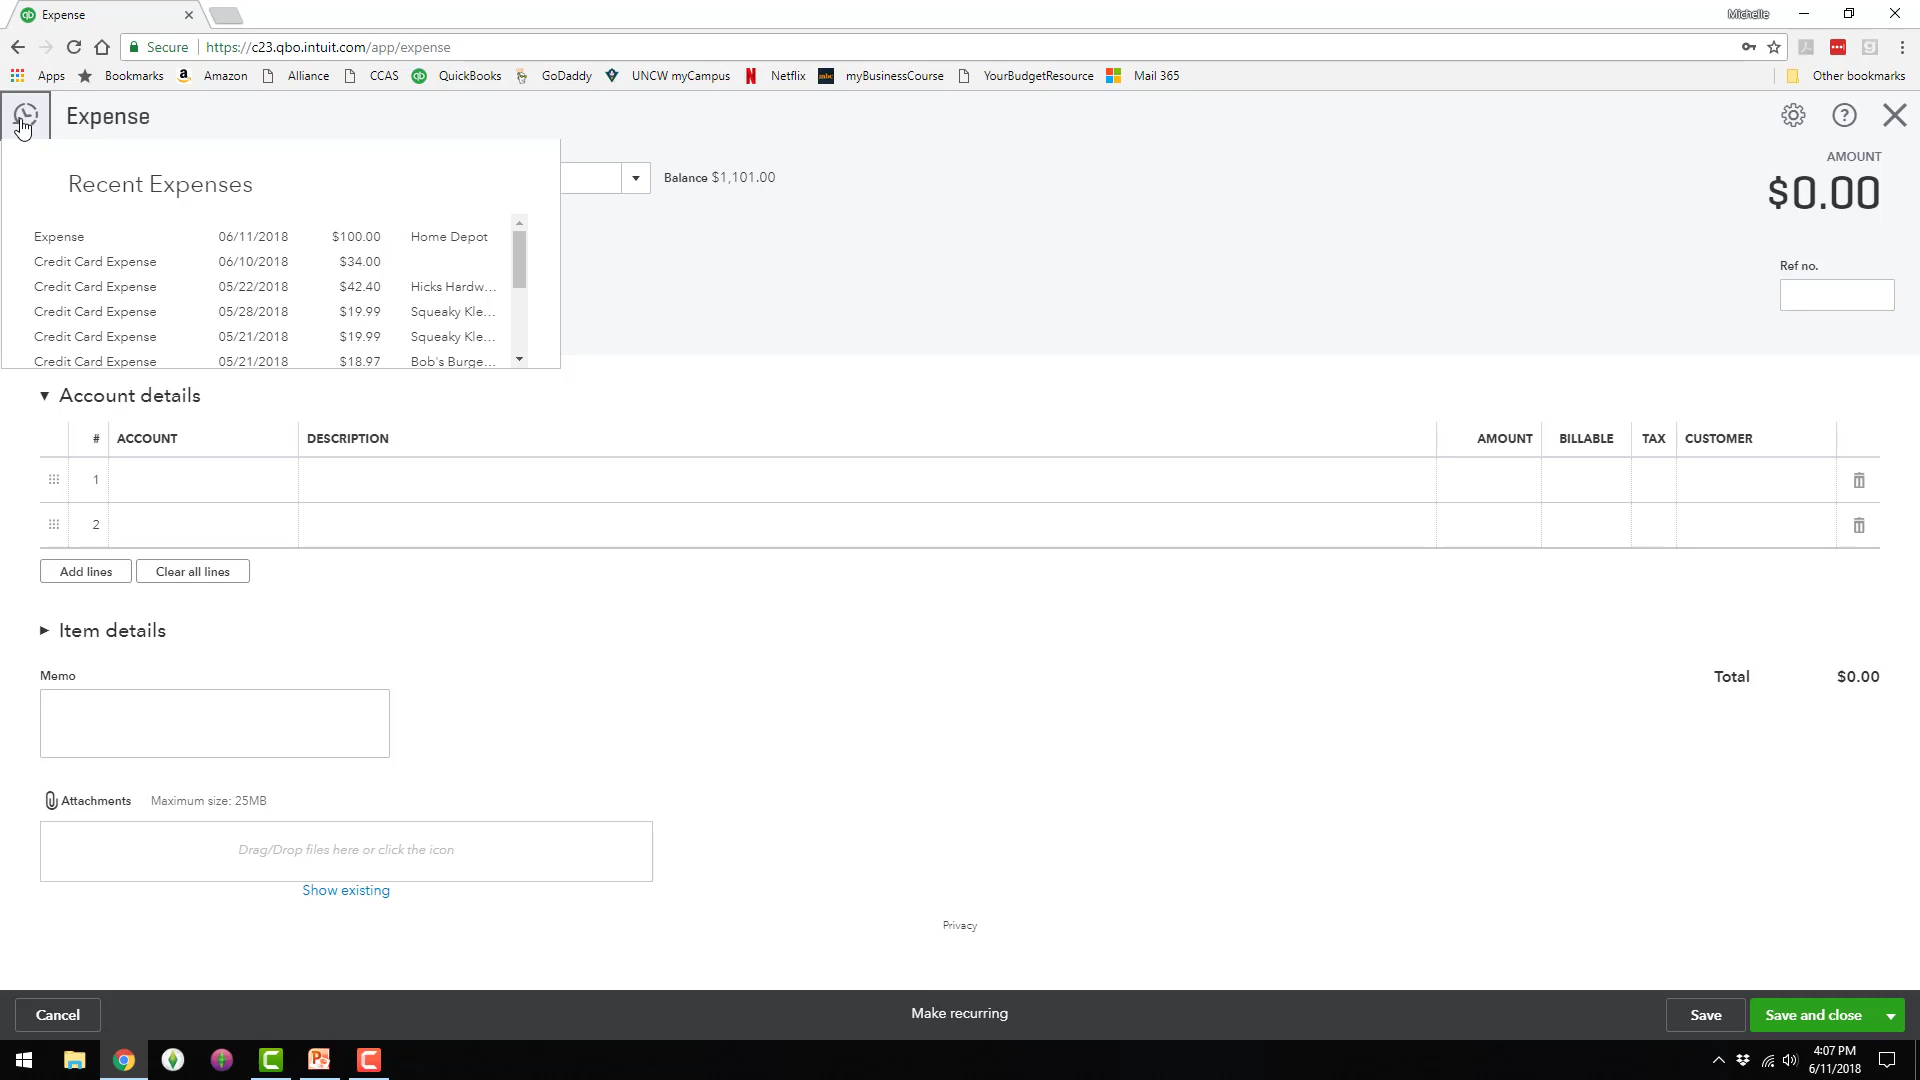 Expense
Michelle
Secure https://c23.qbo.intuit.com/app/expense
Apps Bookmarks Amazon Alliance CCAS QuickBooks GoDaddy UNCW myCampus Netflix mbc myBusinessCourse YourBudgetResource Mail 365 Other bookmarks
Expense
AMOUNT
Recent Expenses
Balance $1,101.00
$0.00
Expense 06/11/2018 $100.00 Home Depot
Credit Card Expense 06/10/2018 $34.00
Ref no.
Credit Card Expense 05/22/2018 $42.40 Hicks Hardw...
Credit Card Expense 05/28/2018 $19.99 Squeaky Kle...
Credit Card Expense 05/21/2018 $19.99 Squeaky Kle...
Credit Card Expense 05/21/2018 $18.97 Bob's Burge...
Account details
# ACCOUNT DESCRIPTION AMOUNT BILLABLE TAX CUSTOMER
1
2
Add lines Clear all lines
Item details
Memo
Total $0.00
Attachments Maximum size: 25MB
Drag/Drop files here or click the icon
Show existing
Privacy
Cancel Make recurring Save Save and close
4:07 PM
6/11/2018